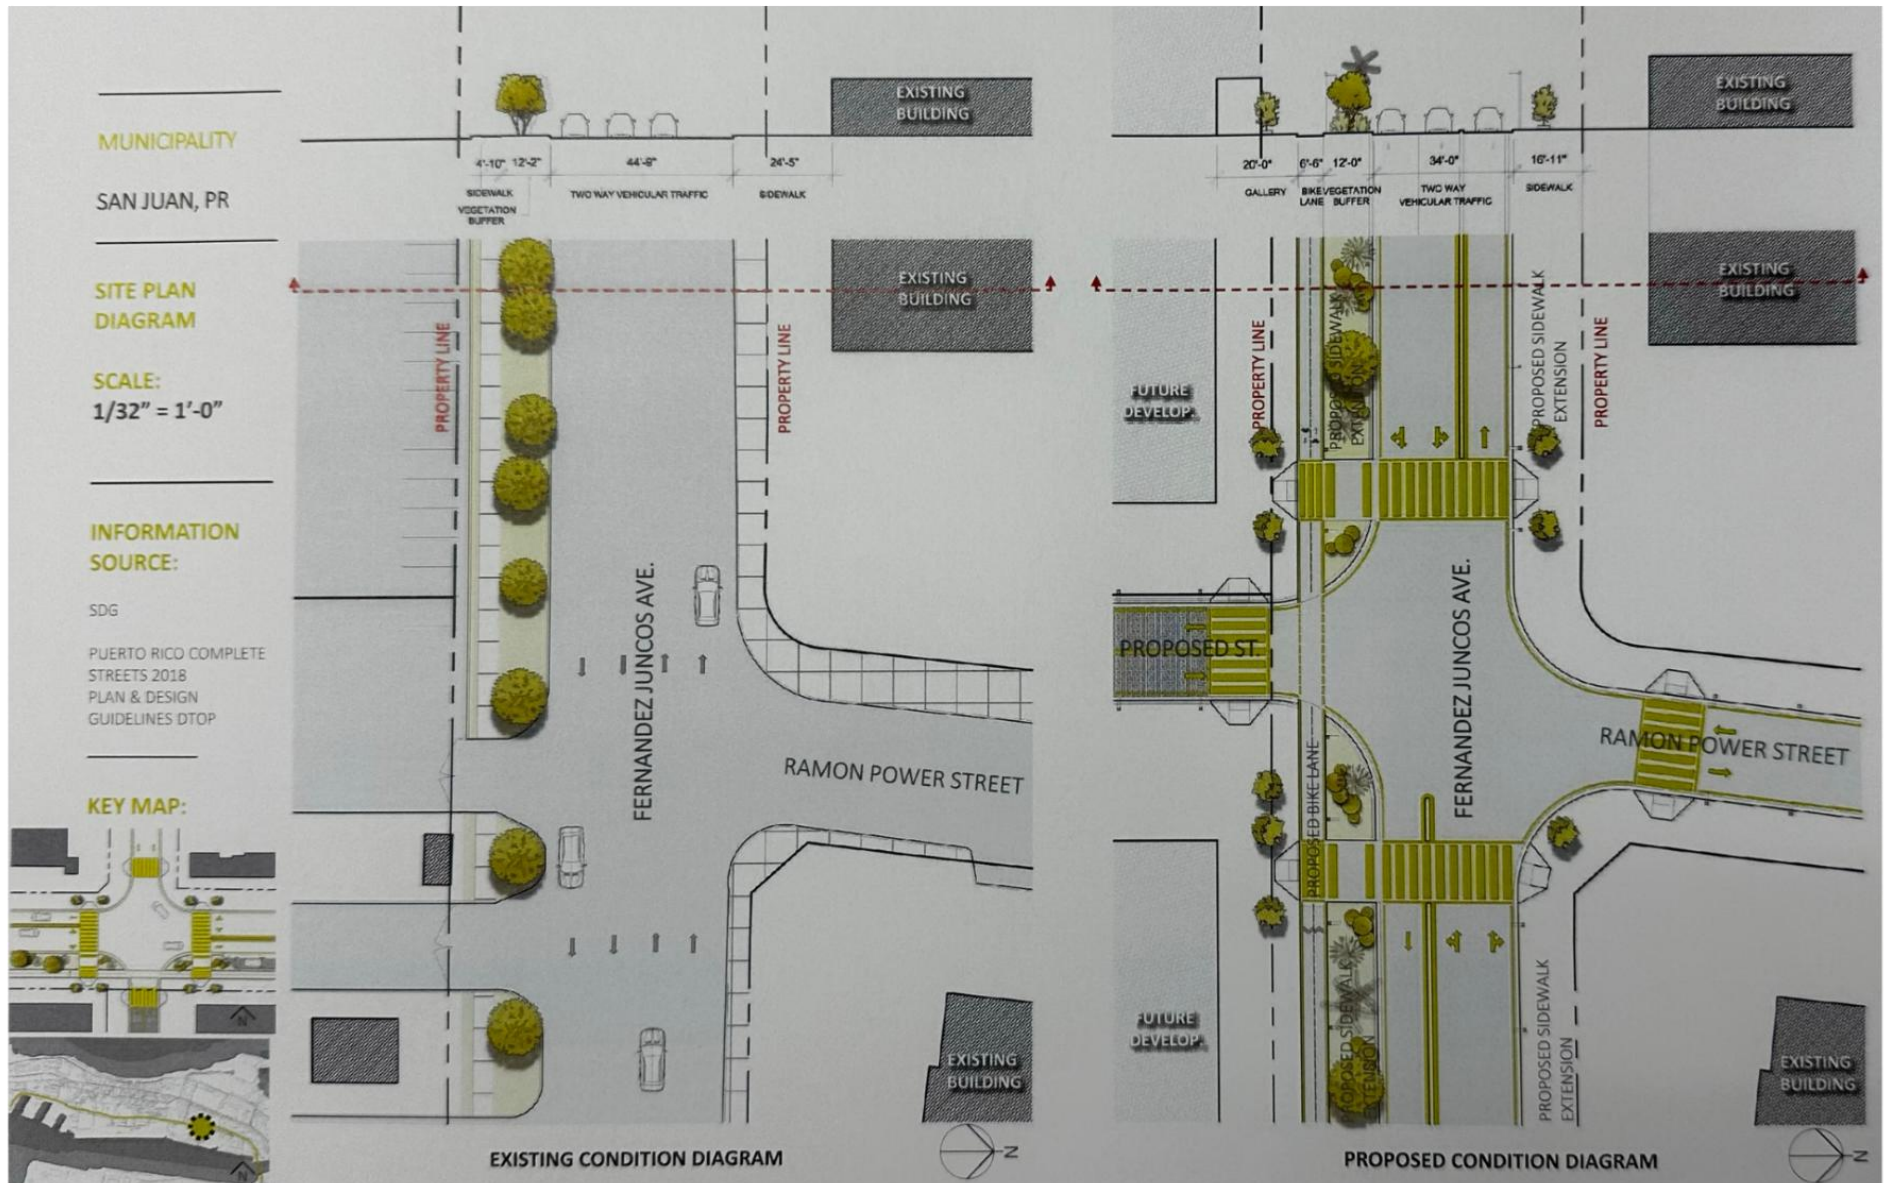 MUNICIPALITY
SAN JUAN, PR
SITE PLAN
DIAGRAM
SCALE:
1/32" = 1'-0"
INFORMATION
SOURCE:
SDG
PUERTO RICO COMPLETE
STREETS 2018
PLAN & DESIGN
GUIDELINES DTOP
KEY MAP:
N
N
EXISTING
BUILDING
4'-10" 12'-2" 44'-9" 24'-5"
SIDEWALK
VEGETATION
BUFFER
TWO WAY VEHICULAR TRAFFIC
SIDEWALK
EXISTING
BUILDING
PROPERTY LINE
PROPERTY LINE
FERNANDEZ JUNCOS AVE.
RAMON POWER STREET
EXISTING
BUILDING
EXISTING CONDITION DIAGRAM
N
EXISTING
BUILDING
20'-0" 6'-6" 12'-0" 34'-0" 16'-11"
GALLERY
BIKE
LANE
VEGETATION
BUFFER
TWO WAY
VEHICULAR TRAFFIC
SIDEWALK
EXISTING
BUILDING
FUTURE
DEVELOP.
PROPERTY LINE
PROPOSED SIDEWALK
EXTENSION
PROPOSED SIDEWALK
EXTENSION
PROPERTY LINE
PROPOSED ST.
FERNANDEZ JUNCOS AVE.
RAMON POWER STREET
PROPOSED BIKE LANE
FUTURE
DEVELOP.
PROPOSED SIDEWALK
EXTENSION
PROPOSED SIDEWALK
EXTENSION
EXISTING
BUILDING
PROPOSED CONDITION DIAGRAM
N